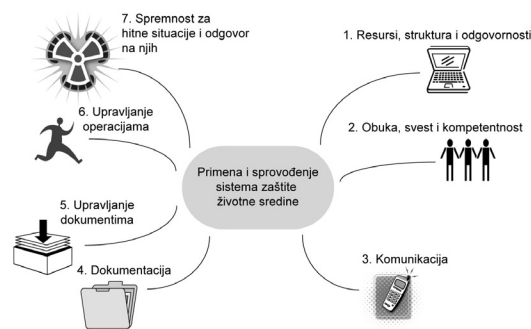 1. Resursi, struktura i odgovornosti
2. Obuka, svest i kompetentnost
3. Komunikacija
4. Dokumentacija
5. Upravljanje
dokumentima
6. Upravljanje
operacijama
7. Spremnost za
hitne situacije i odgovor
na njih
Primena i sprovođenje
sistema zaštite
životne sredine